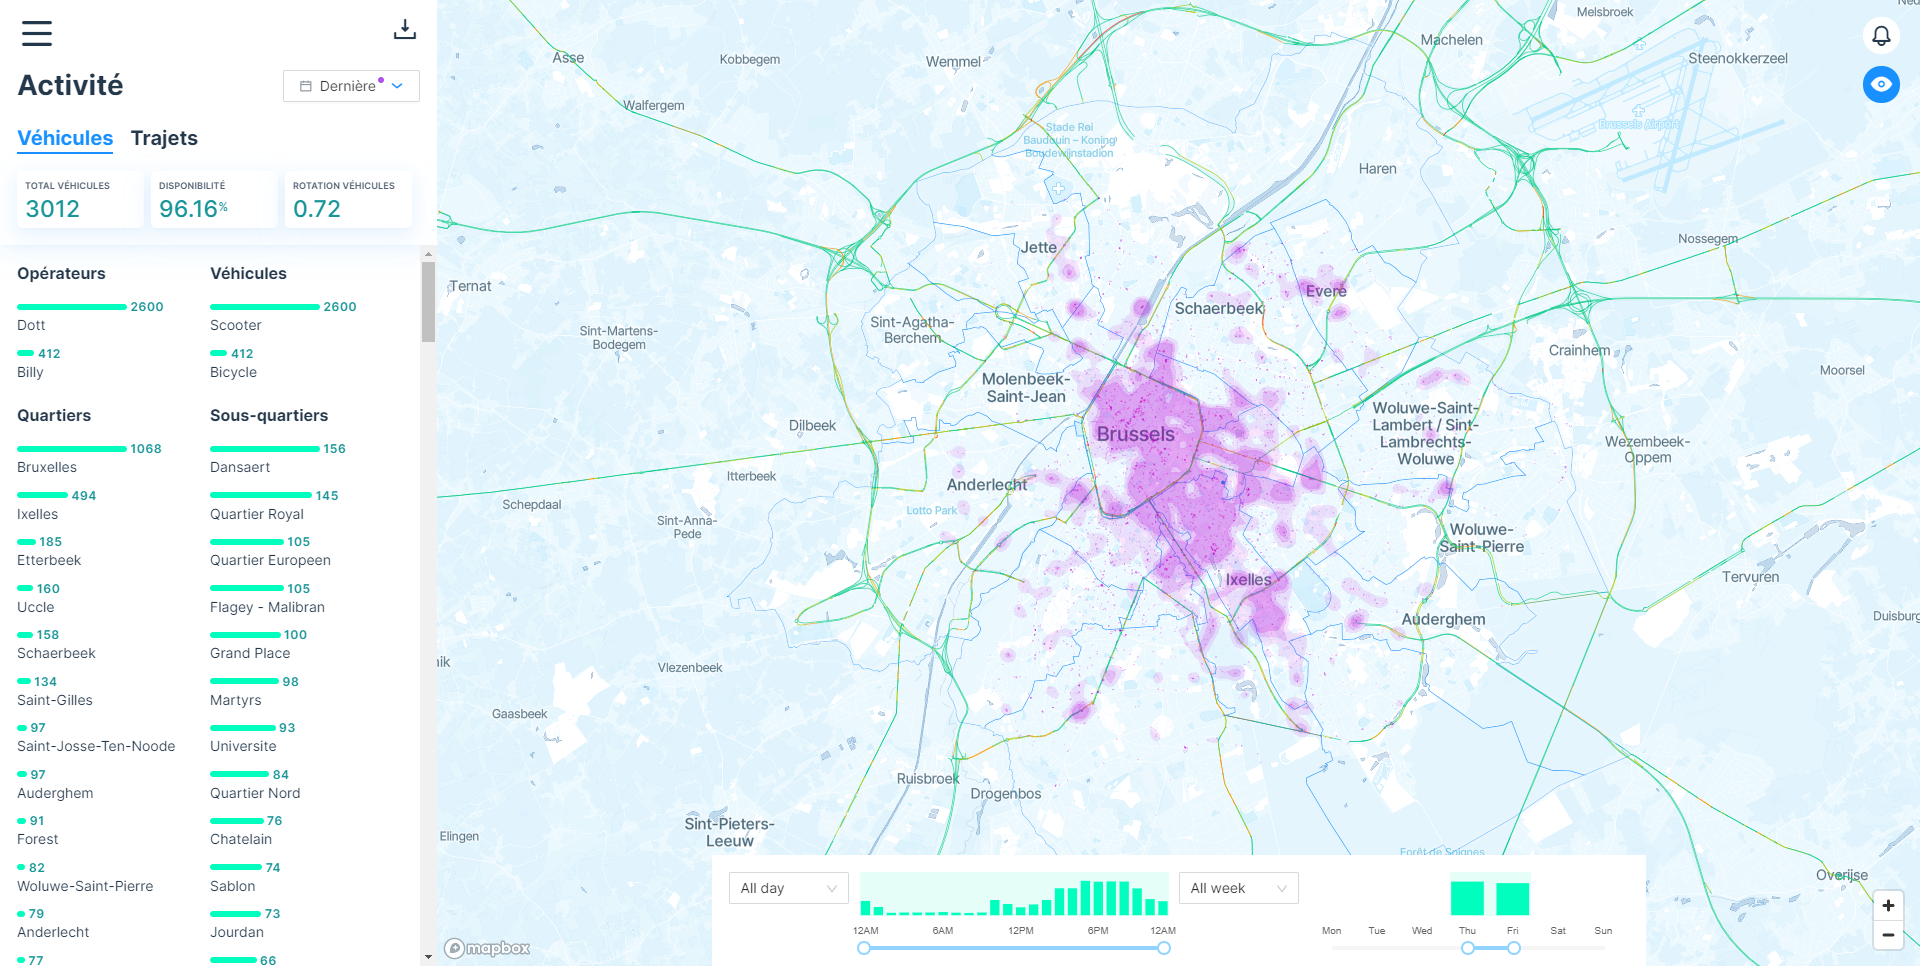 Activité
Dernière
Véhicules
Trajets
TOTAL VÉHICULES
3012
DISPONIBILITÉ
96.16%
ROTATION VÉHICULES
0.72
Opérateurs
2600
Dott
412
Billy
Véhicules
2600
Scooter
412
Bicycle
Quartiers
1068
Bruxelles
494
Ixelles
185
Etterbeek
160
Uccle
158
Schaerbeek
134
Saint-Gilles
97
Saint-Josse-Ten-Noode
97
Auderghem
91
Forest
82
Woluwe-Saint-Pierre
79
Anderlecht
77
Sous-quartiers
156
Dansaert
145
Quartier Royal
105
Quartier Europeen
105
Flagey - Malibran
100
Grand Place
98
Martyrs
93
Universite
84
Quartier Nord
76
Chatelain
74
Sablon
73
Jourdan
66
Melsbroek
Machelen
Steenokkerzeel
Asse
Kobbegem
Wemmel
Walfergem
Stade Roi
Baudouin – Koning
Boudewijnstadion
Brussels Airport
Haren
Jette
Nossegem
Ternat
Evere
Schaerbeek
Sint-Martens-
Bodegem
Sint-Agatha-
Berchem
Crainhem
Moorsel
Molenbeek-
Saint-Jean
Woluwe-Saint-
Lambert / Sint-
Lambrechts-
Woluwe
Dilbeek
Brussels
Wezembeek-
Oppem
Itterbeek
Anderlecht
Schepdaal
Lotto Park
Sint-Anna-
Pede
Woluwe-
Saint-Pierre
Ixelles
Tervuren
Auderghem
Duisburg
nik
Vlezenbeek
Gaasbeek
Ruisbroek
Drogenbos
Sint-Pieters-
Leeuw
Elingen
Forêt de Soignes
Overijse
All day
12AM
6AM
12PM
6PM
12AM
All week
Mon
Tue
Wed
Thu
Fri
Sat
Sun
+
−
mapbox